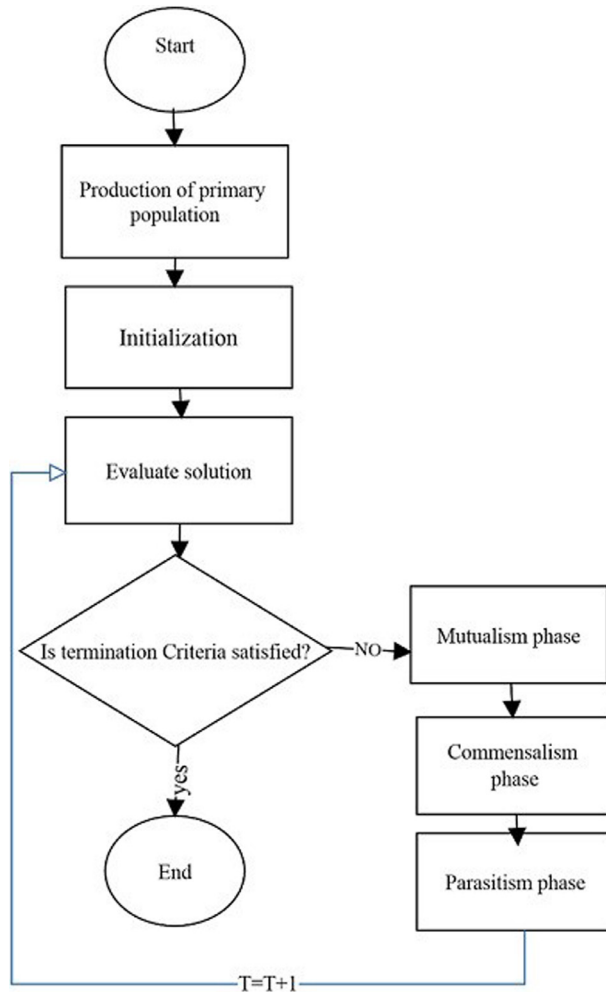 Start
Production of primary
population
Initialization
Evaluate solution
Is termination Criteria satisfied?
NO
Mutualism phase
Commensalism
phase
yes
End
Parasitism phase
T=T+1